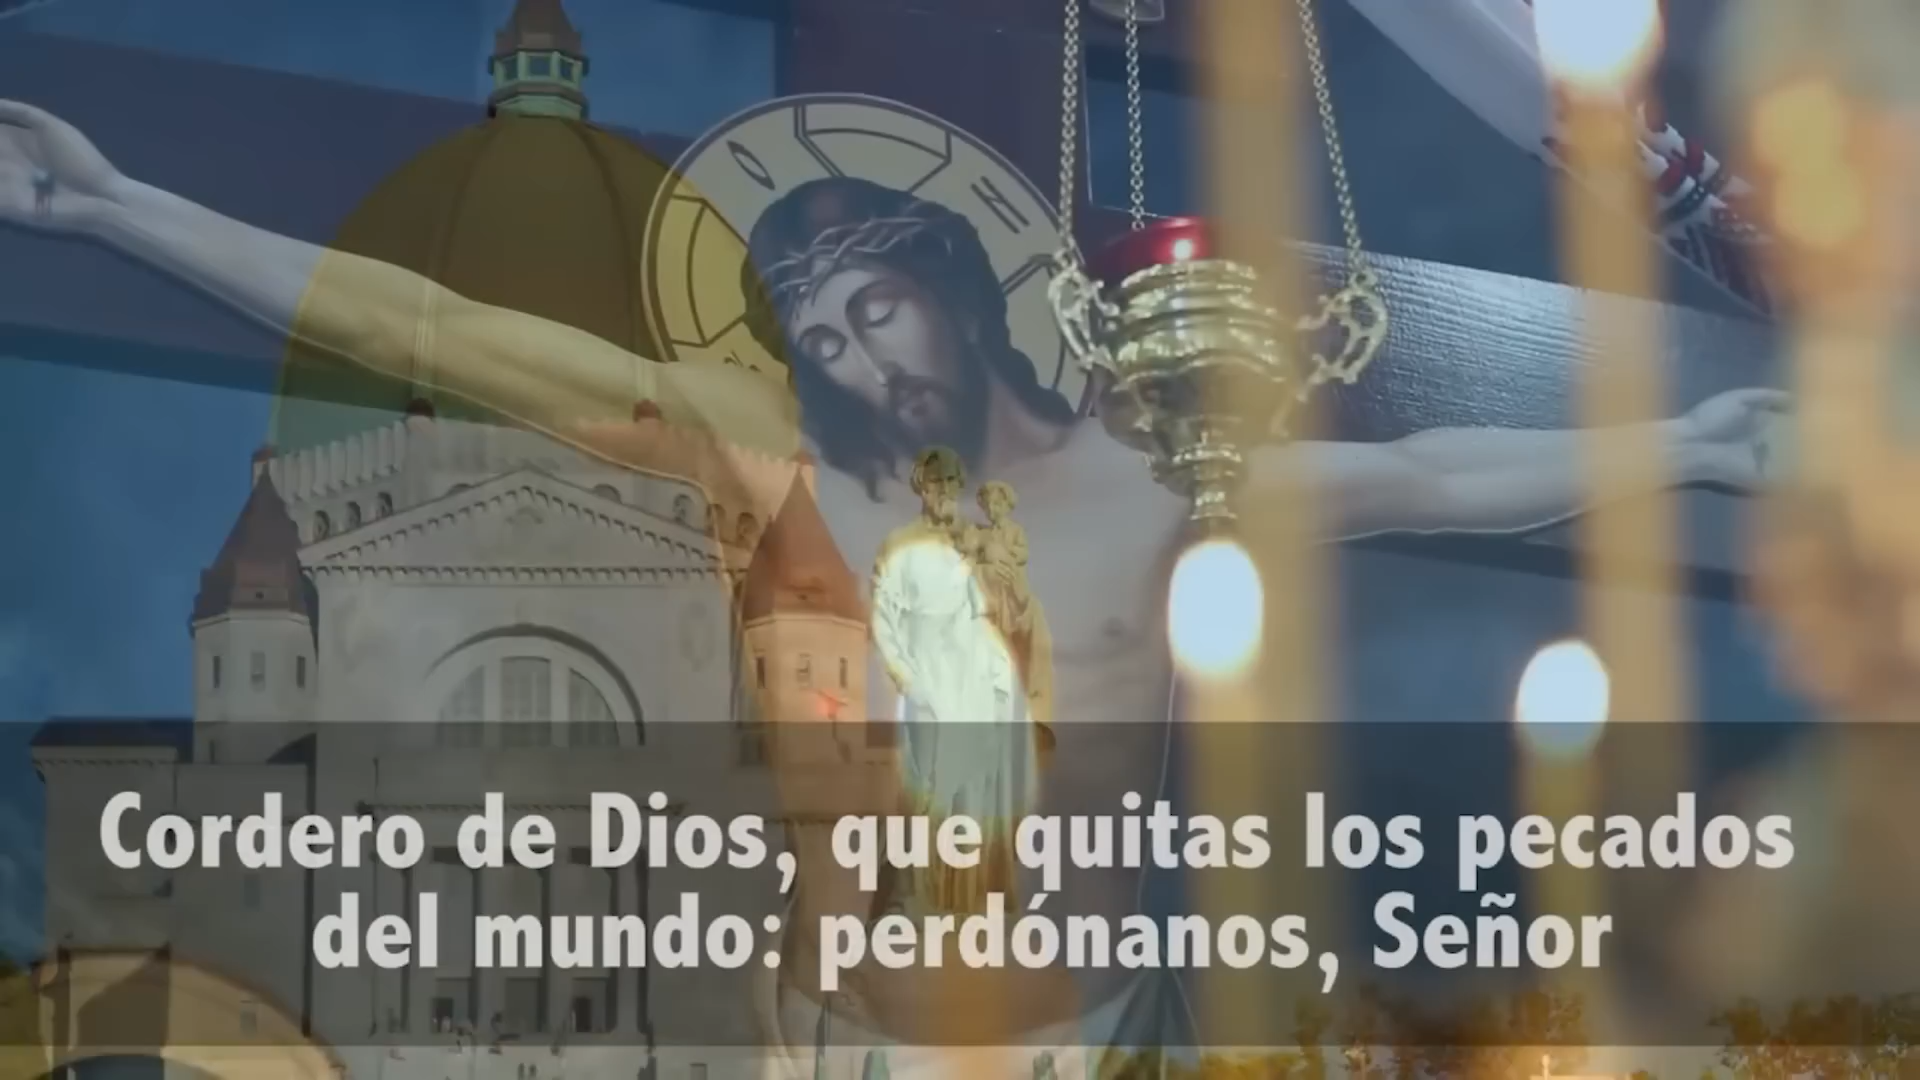 Cordero de Dios, que quitas los pecados
del mundo: perdónanos, Señor